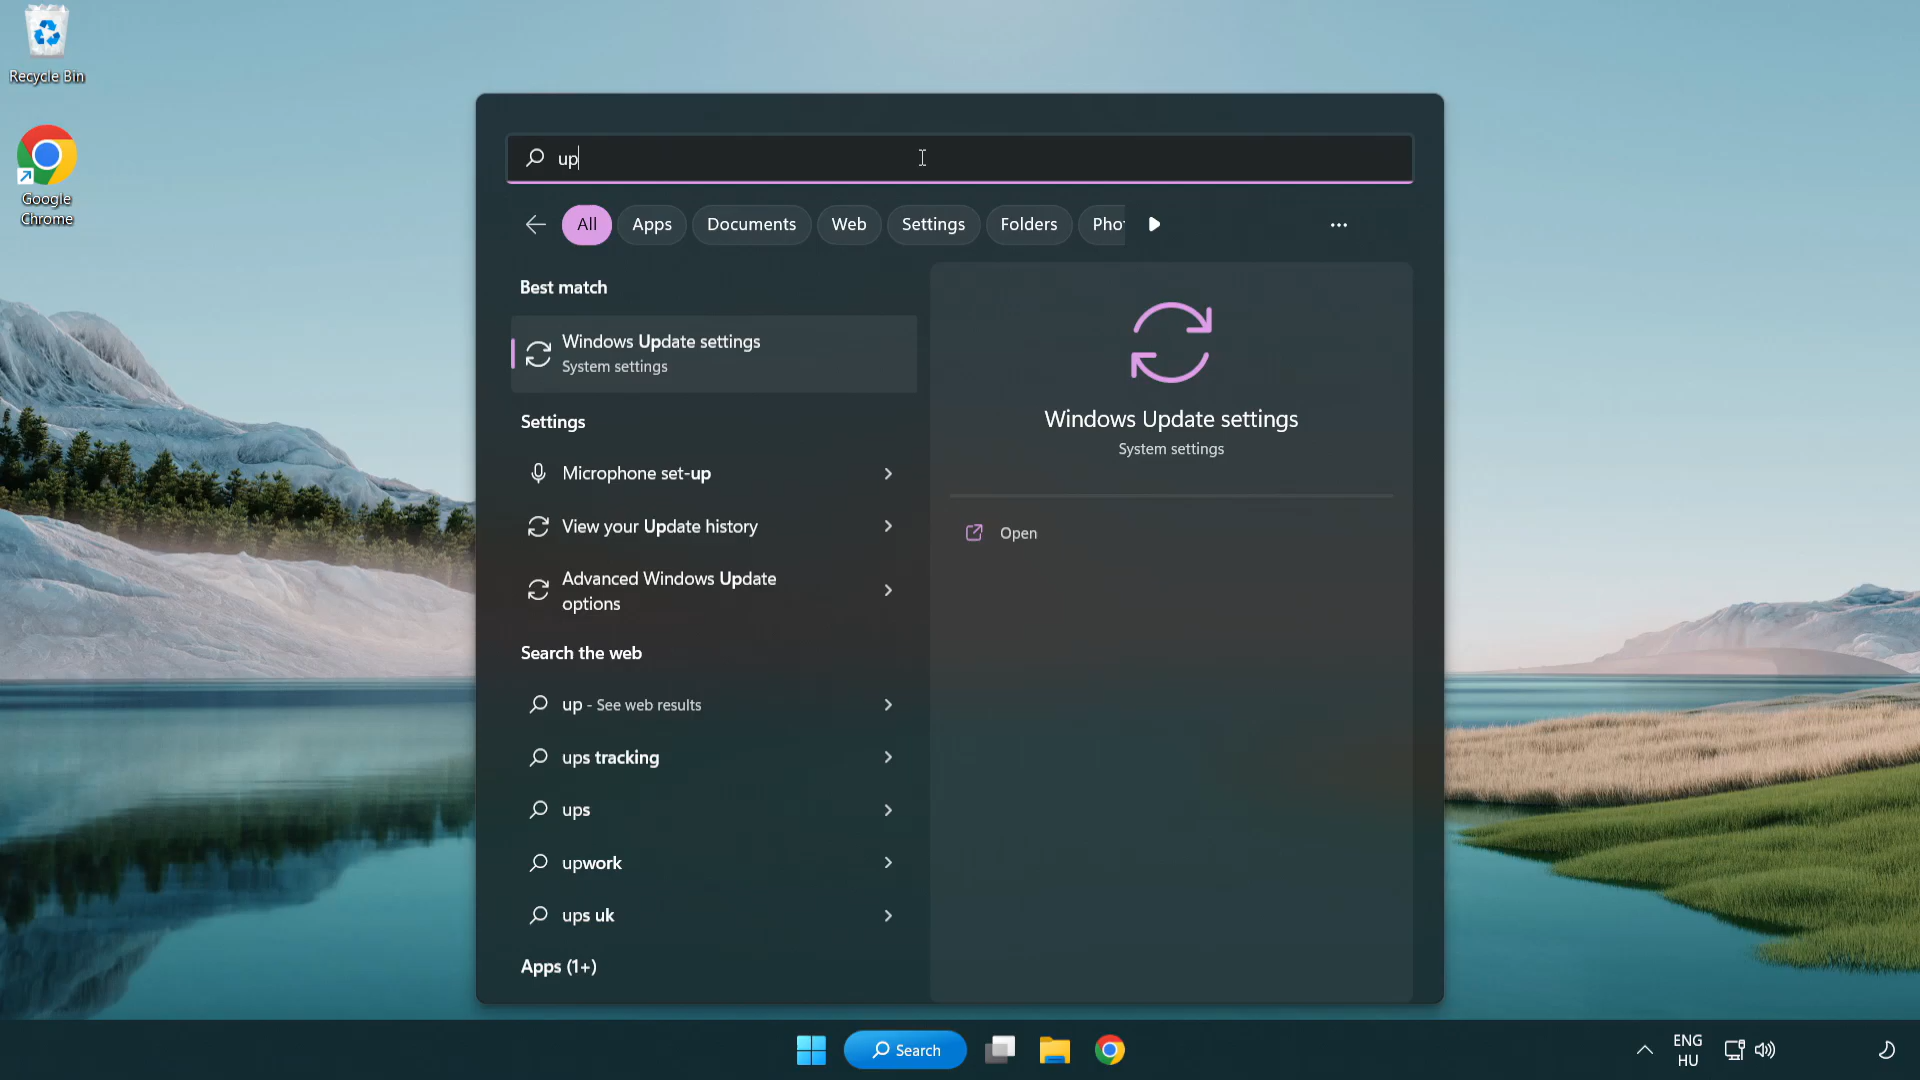 Recycle Bin
Google
Chrome
up
All
Apps
Documents
Web
Settings
Folders
Pho
Best match
Windows Update settings
System settings
Settings
Microphone set-up
View your Update history
Advanced Windows Update
options
Search the web
up - See web results
ups tracking
ups
upwork
ups uk
Apps (1+)
Windows Update settings
System settings
Open
Search
ENG
HU